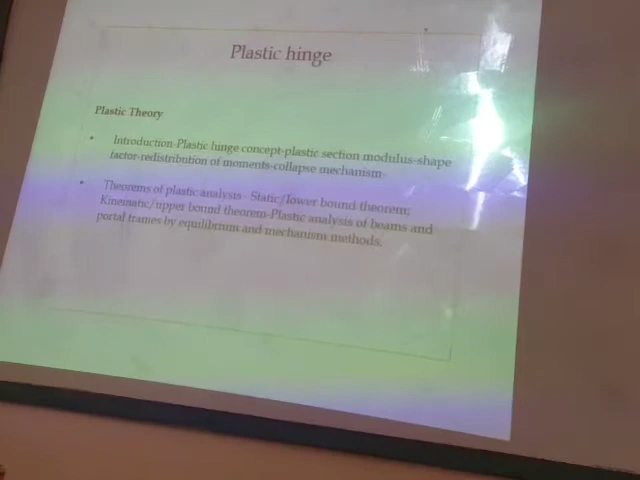 Plastic hinge
Plastic Theory
• Introduction-Plastic hinge concept-plastic section modulus-shape
factor-redistribution of moments-collapse mechanism-
• Theorems of plastic analysis - Static/lower bound theorem;
Kinematic/upper bound theorem-Plastic analysis of beams and
portal frames by equilibrium and mechanism methods.